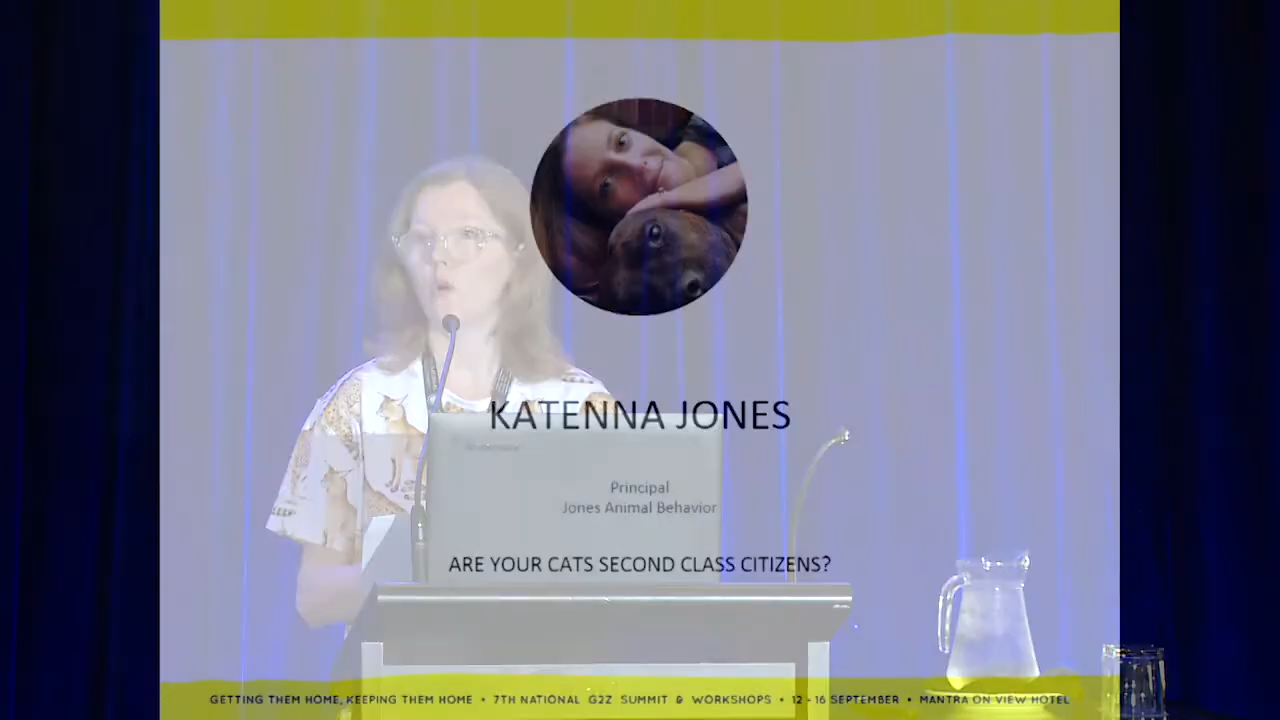 KATENNA JONES
Principal
Jones Animal Behavior
ARE YOUR CATS SECOND CLASS CITIZENS?
GETTING THEM HOME, KEEPING THEM HOME • 7TH NATIONAL G2Z SUMMIT & WORKSHOPS • 12 - 16 SEPTEMBER • MANTRA ON VIEW HOTEL